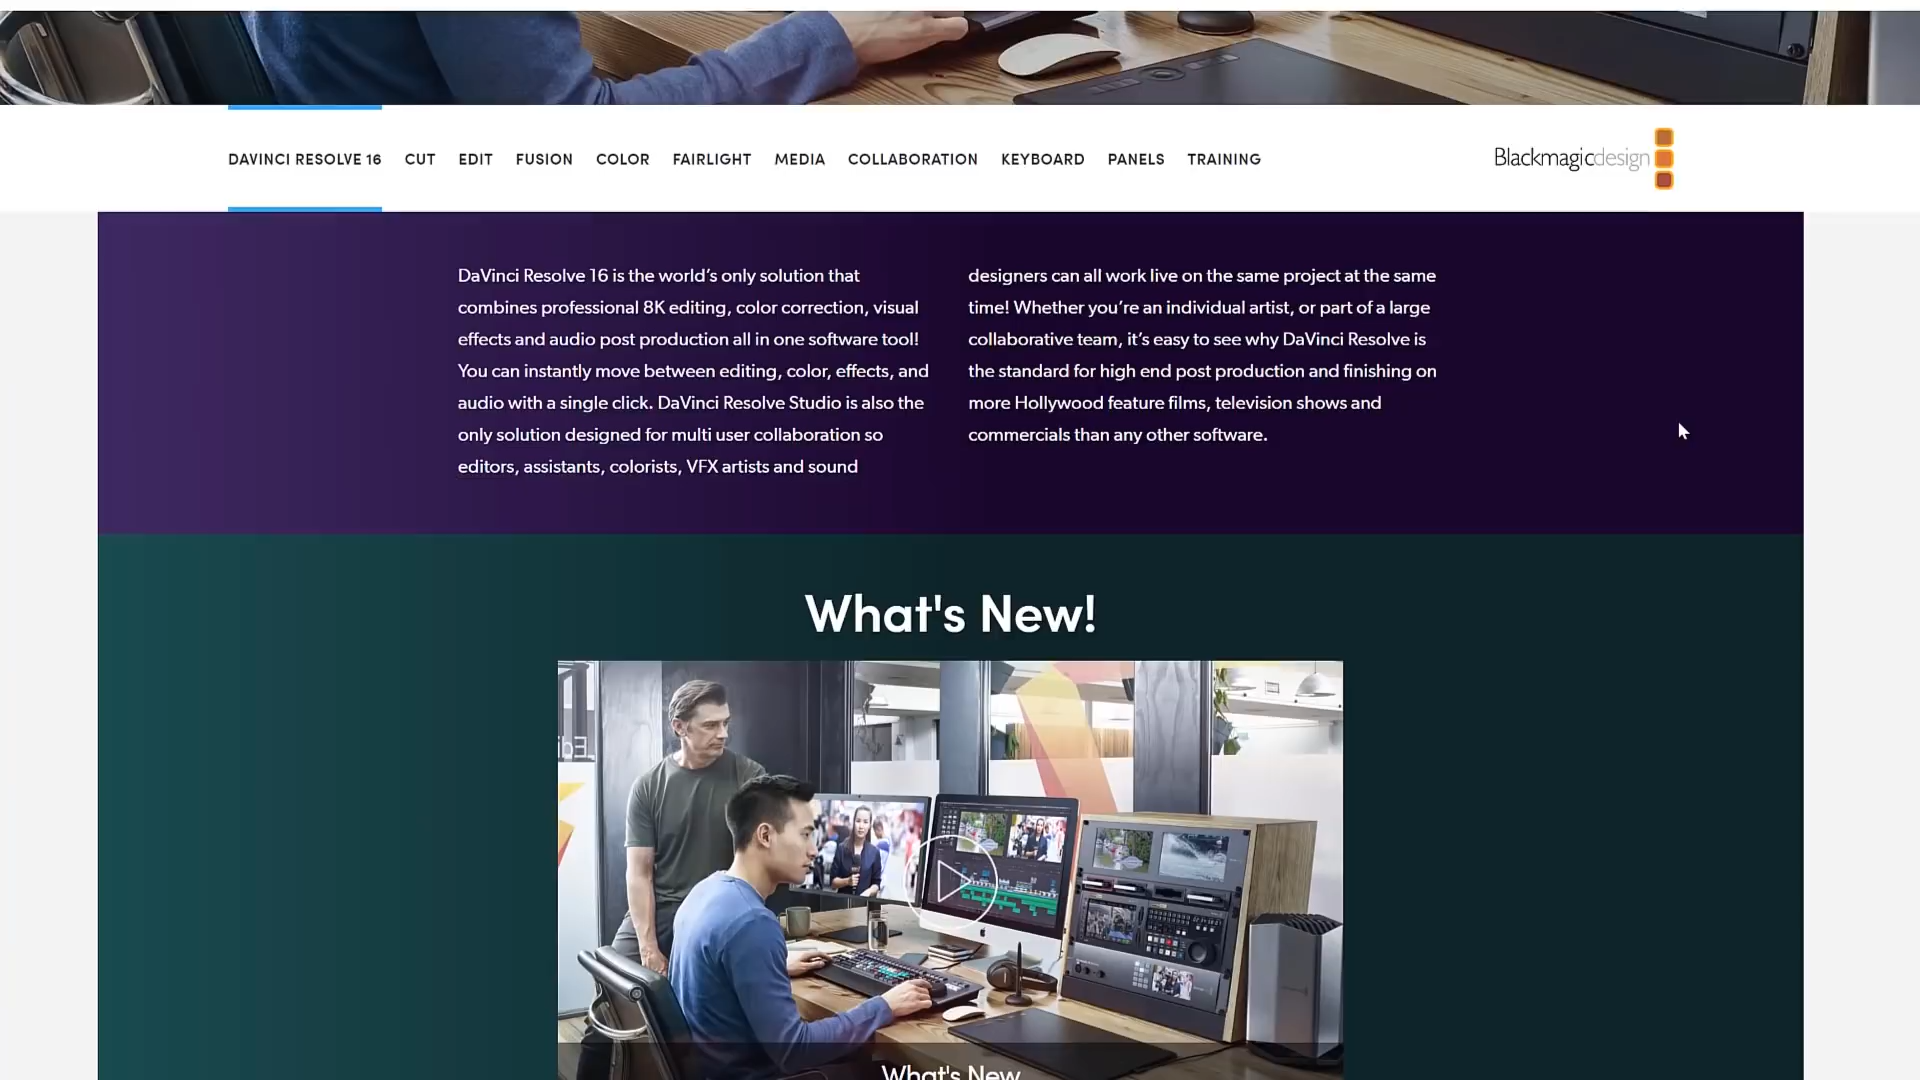 DAVINCI RESOLVE 16 CUT EDIT FUSION COLOR FAIRLIGHT MEDIA COLLABORATION KEYBOARD PANELS TRAINING
Blackmagicdesign
DaVinci Resolve 16 is the world’s only solution that
combines professional 8K editing, color correction, visual
effects and audio post production all in one software tool!
You can instantly move between editing, color, effects, and
audio with a single click. DaVinci Resolve Studio is also the
only solution designed for multi user collaboration so
editors, assistants, colorists, VFX artists and sound
designers can all work live on the same project at the same
time! Whether you’re an individual artist, or part of a large
collaborative team, it’s easy to see why DaVinci Resolve is
the standard for high end post production and finishing on
more Hollywood feature films, television shows and
commercials than any other software.
What's New!
What's New